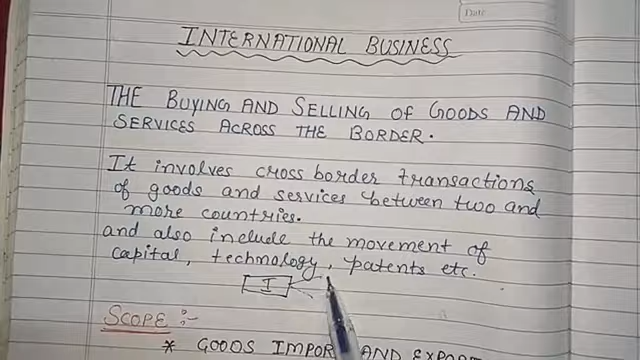 Date
INTERNATIONAL BUSINESS
THE BUYING AND SELLING OF GOODS AND
SERVICES ACROSS THE BORDER.
It involves cross border transactions
of goods and services between two and
more countries.
and also include the movement of
capital, technology, patents etc.
I
SCOPE :-
* GOODS IMPOR AND EXPOR